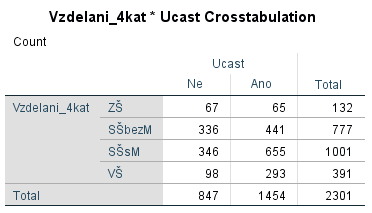 Vzdelani_4kat * Ucast Crosstabulation
Count
Ucast
Ne Ano Total
Vzdelani_4kat ZŠ 67 65 132
SŠbezM 336 441 777
SŠsM 346 655 1001
VŠ 98 293 391
Total 847 1454 2301